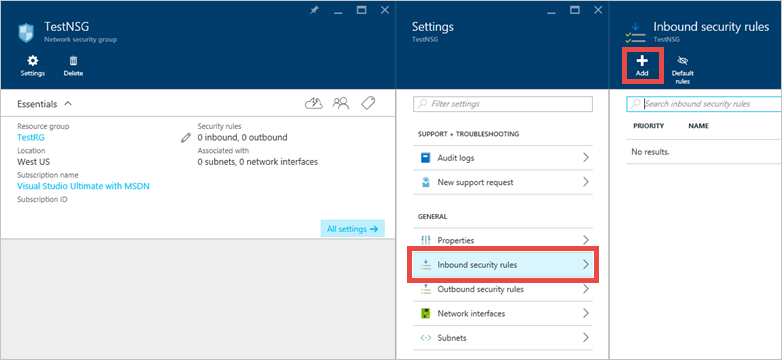 TestNSG
Network security group
Settings
Delete
Essentials
Resource group
TestRG
Location
West US
Subscription name
Visual Studio Ultimate with MSDN
Subscription ID
Security rules
0 inbound, 0 outbound
Associated with
0 subnets, 0 network interfaces
All settings
Settings
TestNSG
Filter settings
SUPPORT + TROUBLESHOOTING
Audit logs
New support request
GENERAL
Properties
Inbound security rules
Outbound security rules
Network interfaces
Subnets
Inbound security rules
TestNSG
Add
Default
rules
Search inbound security rules
PRIORITY NAME
No results.